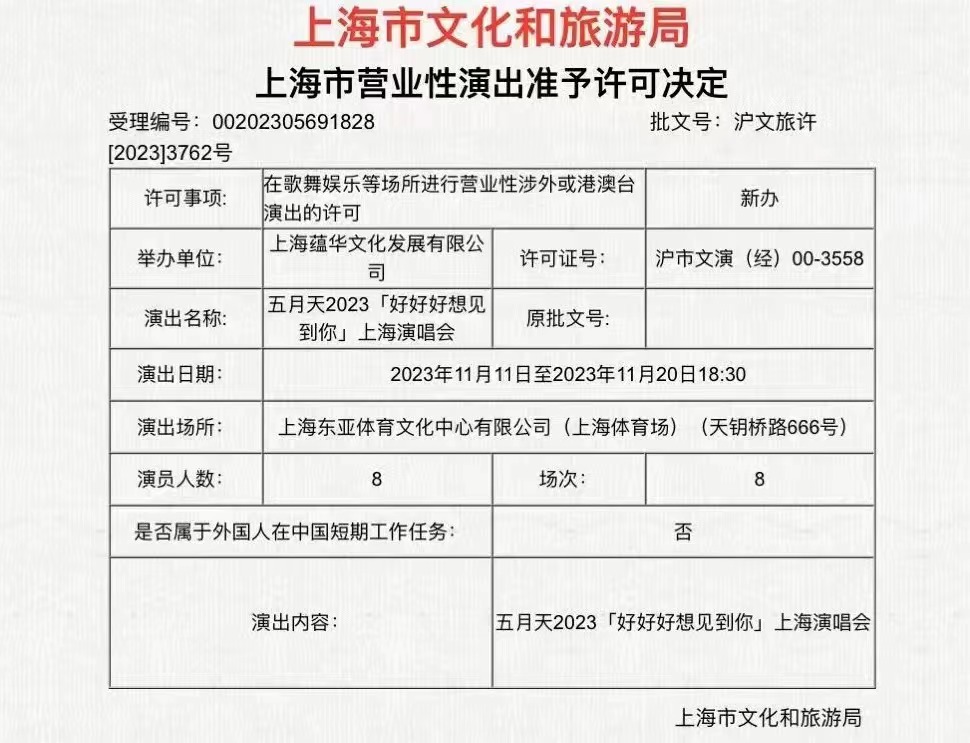 上海市文化和旅游局
上海市营业性演出准予许可决定
受理编号：00202305691828 批文号：沪文旅许
[2023]3762号
许可事项:
在歌舞娱乐等场所进行营业性涉外或港澳台
演出的许可
新办
举办单位：
上海蕴华文化发展有限公
司
许可证号：
沪市文演（经）00-3558
演出名称:
五月天2023「好好好想见
到你」上海演唱会
原批文号:
演出日期：
2023年11月11日至2023年11月20日18:30
演出场所：
上海东亚体育文化中心有限公司（上海体育场）（天钥桥路666号）
演员人数：
8
场次：
8
是否属于外国人在中国短期工作任务：
否
演出内容：
五月天2023「好好好想见到你」上海演唱会
上海市文化和旅游局